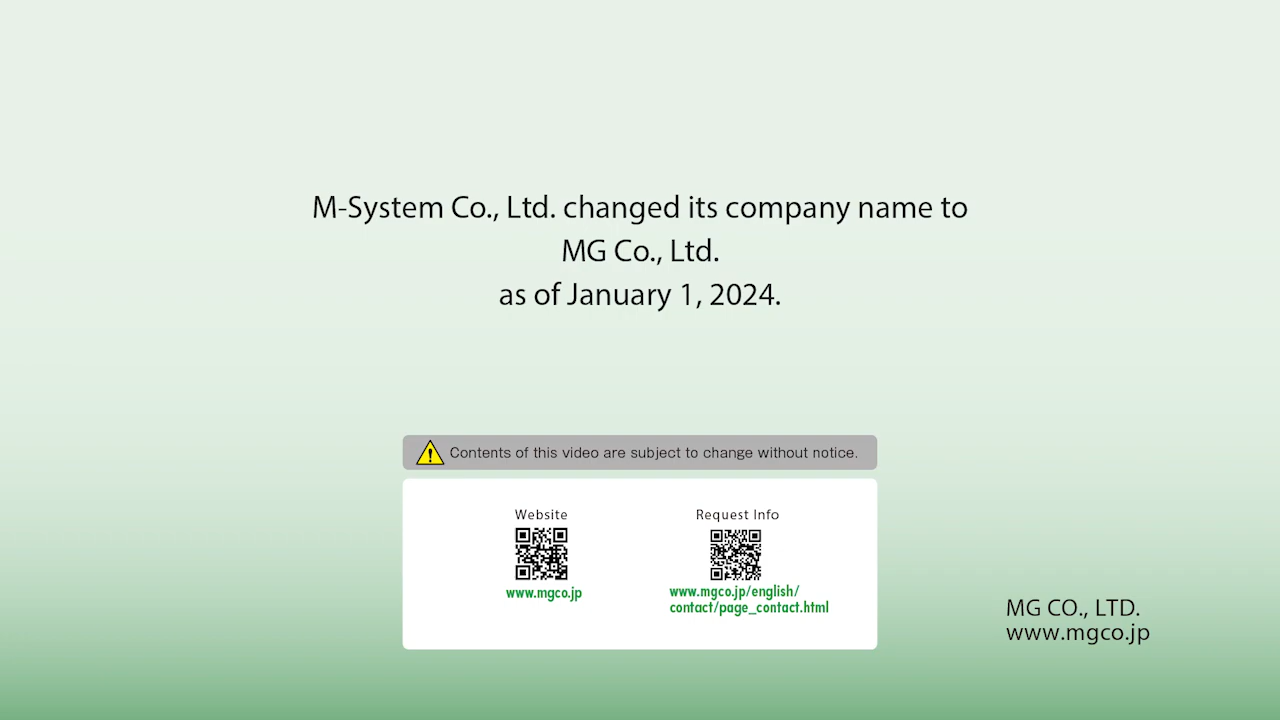 M-System Co., Ltd. changed its company name to
MG Co., Ltd.
as of January 1, 2024.
Contents of this video are subject to change without notice.
Website
www.mgco.jp
Request Info
www.mgco.jp/english/
contact/page_contact.html
MG CO., LTD.
www.mgco.jp